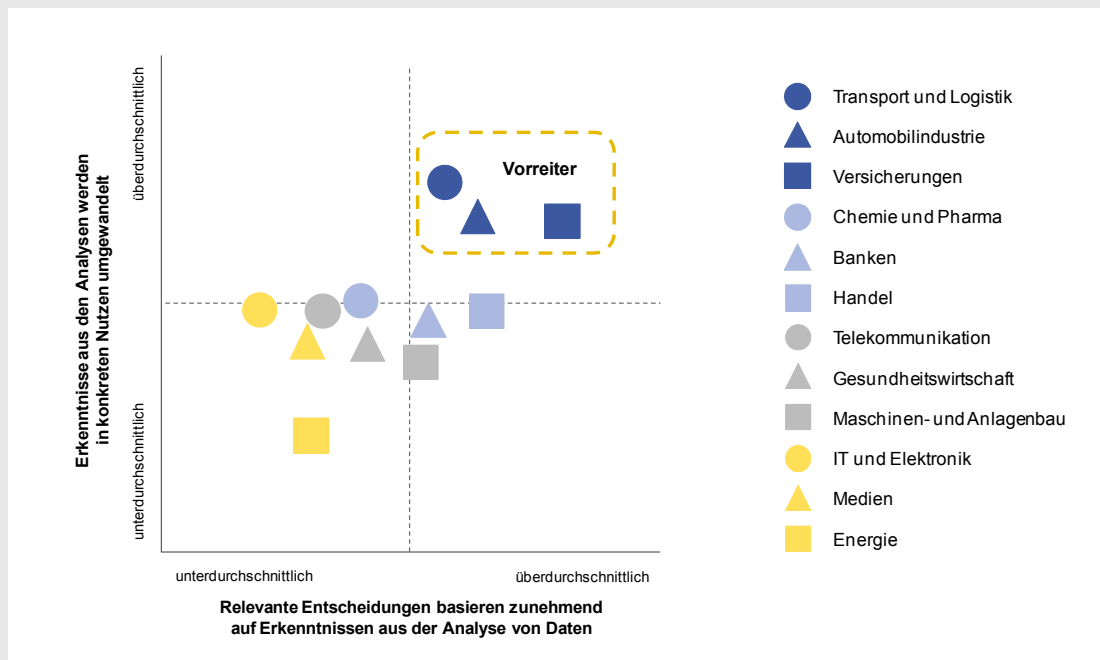 Erkenntnisse aus den Analysen werden
in konkreten Nutzen umgewandelt
überdurchschnittlich
unterdurchschnittlich
Vorreiter
unterdurchschnittlich
überdurchschnittlich
Relevante Entscheidungen basieren zunehmend
auf Erkenntnissen aus der Analyse von Daten
Transport und Logistik
Automobilindustrie
Versicherungen
Chemie und Pharma
Banken
Handel
Telekommunikation
Gesundheitswirtschaft
Maschinen- und Anlagenbau
IT und Elektronik
Medien
Energie